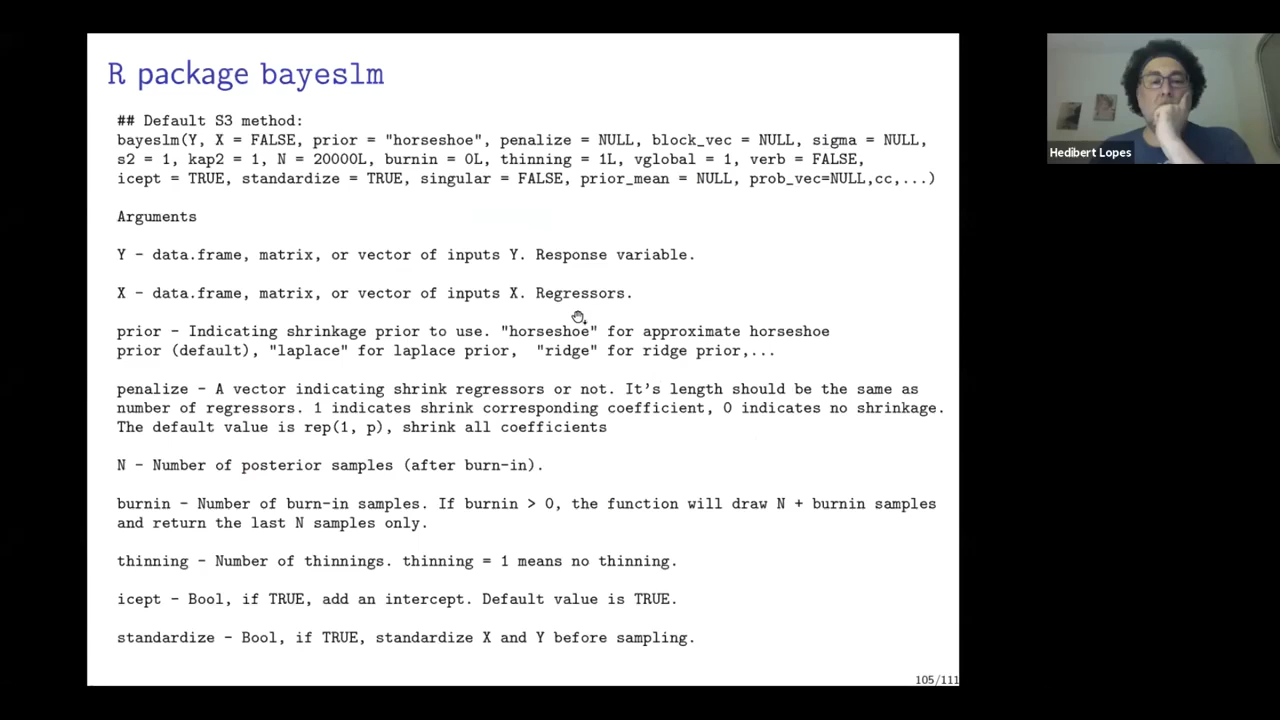 R package bayeslm
## Default S3 method:
bayeslm(Y, X = FALSE, prior = "horseshoe", penalize = NULL, block_vec = NULL, sigma = NULL,
s2 = 1, kap2 = 1, N = 20000L, burnin = 0L, thinning = 1L, vglobal = 1, verb = FALSE,
icept = TRUE, standardize = TRUE, singular = FALSE, prior_mean = NULL, prob_vec=NULL,cc,...)
Arguments
Y - data.frame, matrix, or vector of inputs Y. Response variable.
X - data.frame, matrix, or vector of inputs X. Regressors.
prior - Indicating shrinkage prior to use. "horseshoe" for approximate horseshoe
prior (default), "laplace" for laplace prior, "ridge" for ridge prior,...
penalize - A vector indicating shrink regressors or not. It's length should be the same as
number of regressors. 1 indicates shrink corresponding coefficient, 0 indicates no shrinkage.
The default value is rep(1, p), shrink all coefficients
N - Number of posterior samples (after burn-in).
burnin - Number of burn-in samples. If burnin > 0, the function will draw N + burnin samples
and return the last N samples only.
thinning - Number of thinnings. thinning = 1 means no thinning.
icept - Bool, if TRUE, add an intercept. Default value is TRUE.
standardize - Bool, if TRUE, standardize X and Y before sampling.
105/111
Hedibert Lopes